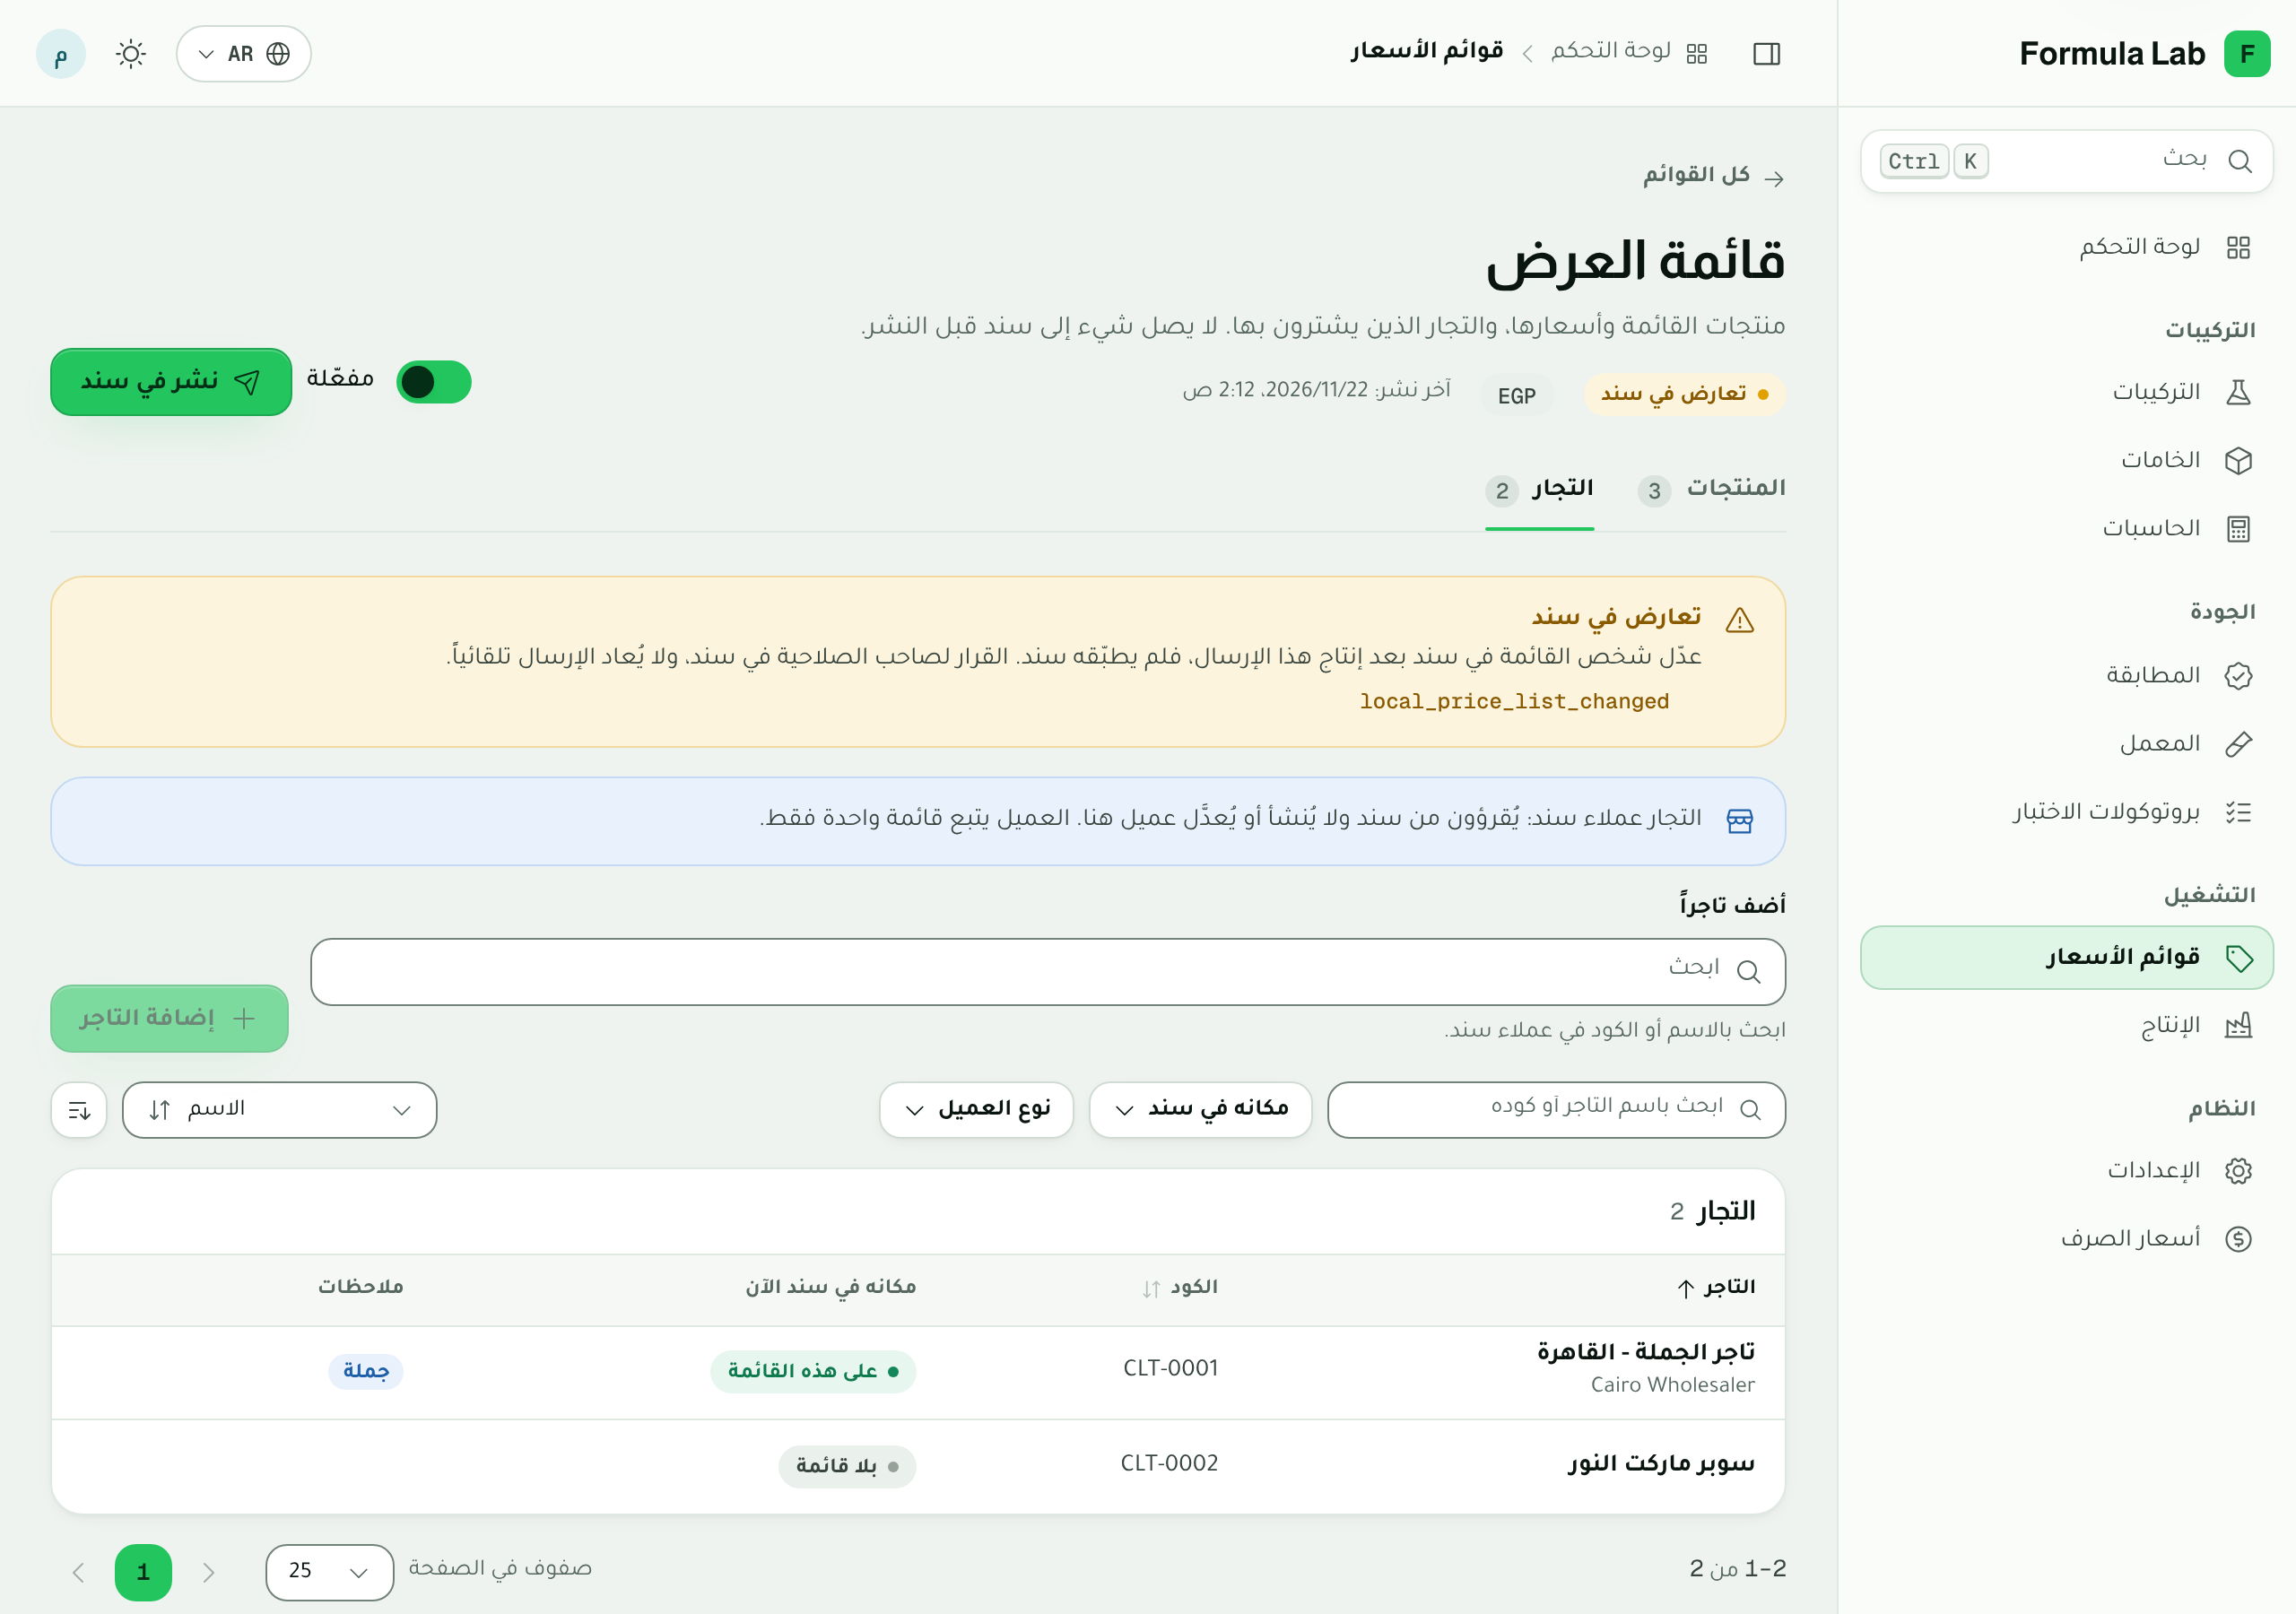 Formula Lab
F
بحث
Ctrl K
لوحة التحكم
التركيبات
التركيبات
الخامات
الحاسبات
الجودة
المطابقة
المعمل
بروتوكولات الاختبار
التشغيل
قوائم الأسعار
الإنتاج
النظام
الإعدادات
أسعار الصرف
لوحة التحكم
قوائم الأسعار
AR
م
كل القوائم
قائمة العرض
منتجات القائمة وأسعارها، والتجار الذين يشترون بها. لا يصل شيء إلى سند قبل النشر.
تعارض في سند
EGP
آخر نشر: 2026/11/22، 2:12 ص
مفعّلة
نشر في سند
المنتجات 3
التجار 2
تعارض في سند
عدّل شخص القائمة في سند بعد إنتاج هذا الإرسال، فلم يطبّقه سند. القرار لصاحب الصلاحية في سند، ولا يُعاد الإرسال تلقائياً.
local_price_list_changed
التجار عملاء سند: يُقرؤون من سند ولا يُنشأ أو يُعدَّل عميل هنا. العميل يتبع قائمة واحدة فقط.
أضف تاجراً
ابحث
إضافة التاجر
ابحث بالاسم أو الكود في عملاء سند.
ابحث باسم التاجر أو كوده
مكانه في سند
نوع العميل
الاسم
التجار 2
التاجر
الكود
مكانه في سند الآن
ملاحظات
تاجر الجملة - القاهرة
Cairo Wholesaler
CLT-0001
على هذه القائمة
جملة
سوبر ماركت النور
CLT-0002
بلا قائمة
1–2 من 2
صفوف في الصفحة
25
1